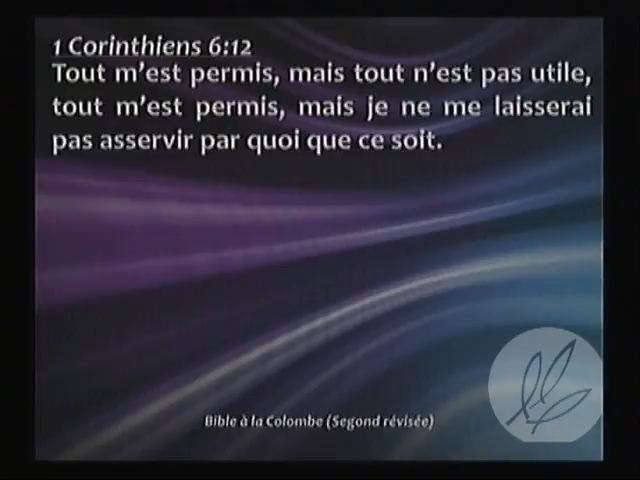 1 Corinthiens 6:12
Tout m'est permis, mais tout n'est pas utile,
tout m'est permis, mais je ne me laisserai
pas asservir par quoi que ce soit.
Bible à la Colombe (Segond révisée)